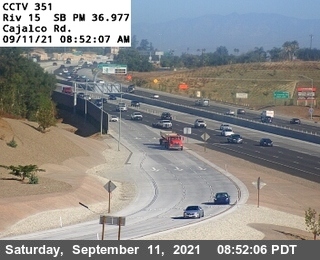 CCTV 351
Riv 15 SB PM 36.977
Cajalco Rd.
09/11/21 08:52:07 AM
Saturday, September 11, 2021 08:52:06 PDT